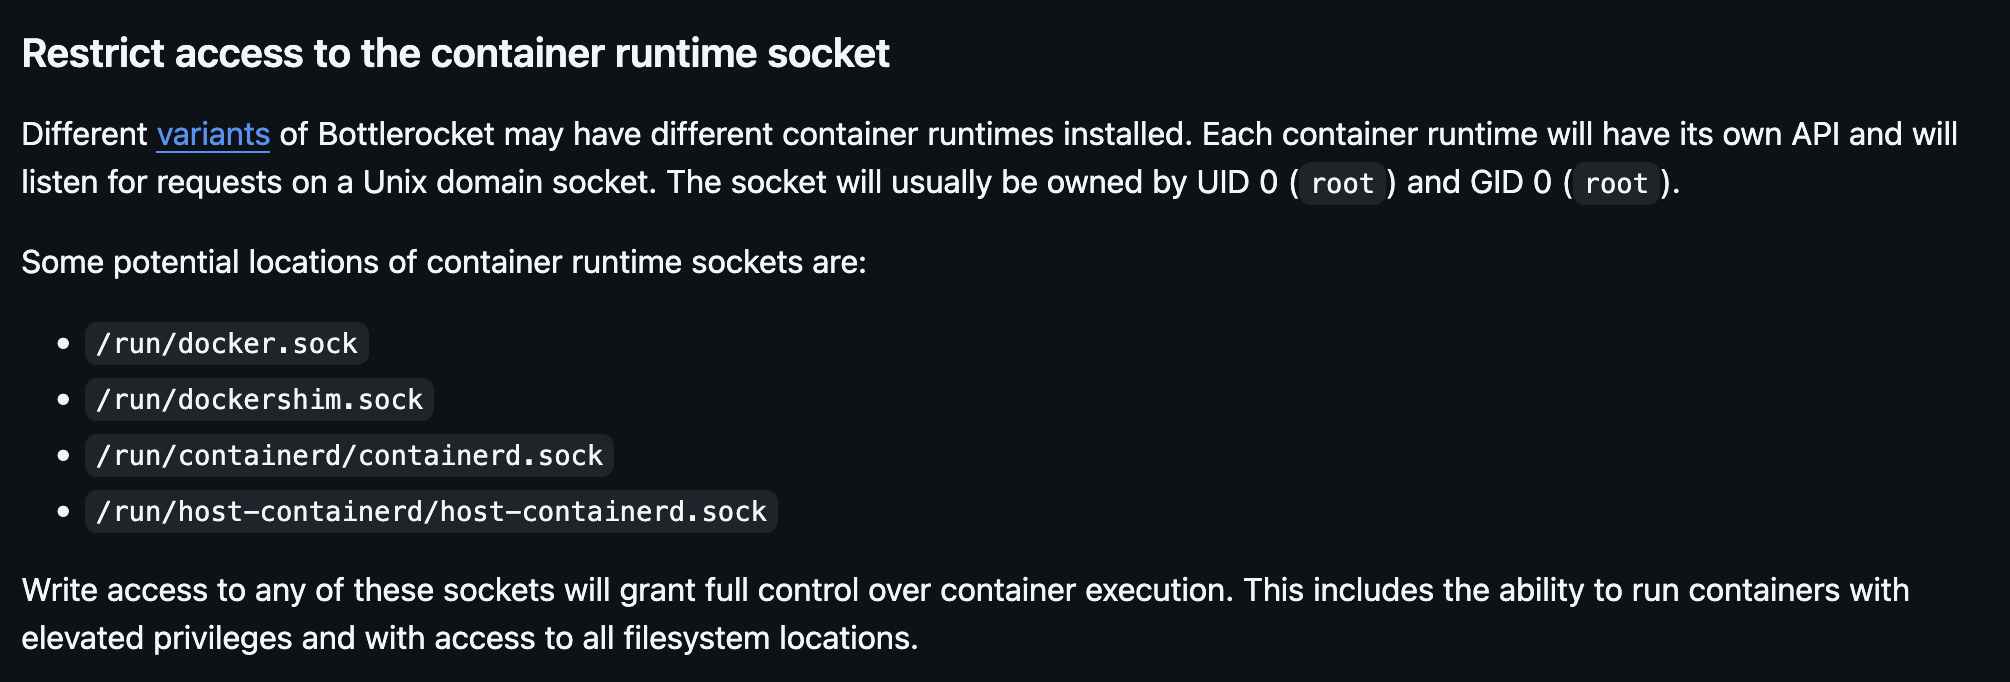 Restrict access to the container runtime socket
Different variants of Bottlerocket may have different container runtimes installed. Each container runtime will have its own API and will
listen for requests on a Unix domain socket. The socket will usually be owned by UID 0 ( root ) and GID 0 ( root ).
Some potential locations of container runtime sockets are:
• /run/docker.sock
• /run/dockershim.sock
• /run/containerd/containerd.sock
• /run/host-containerd/host-containerd.sock
Write access to any of these sockets will grant full control over container execution. This includes the ability to run containers with
elevated privileges and with access to all filesystem locations.